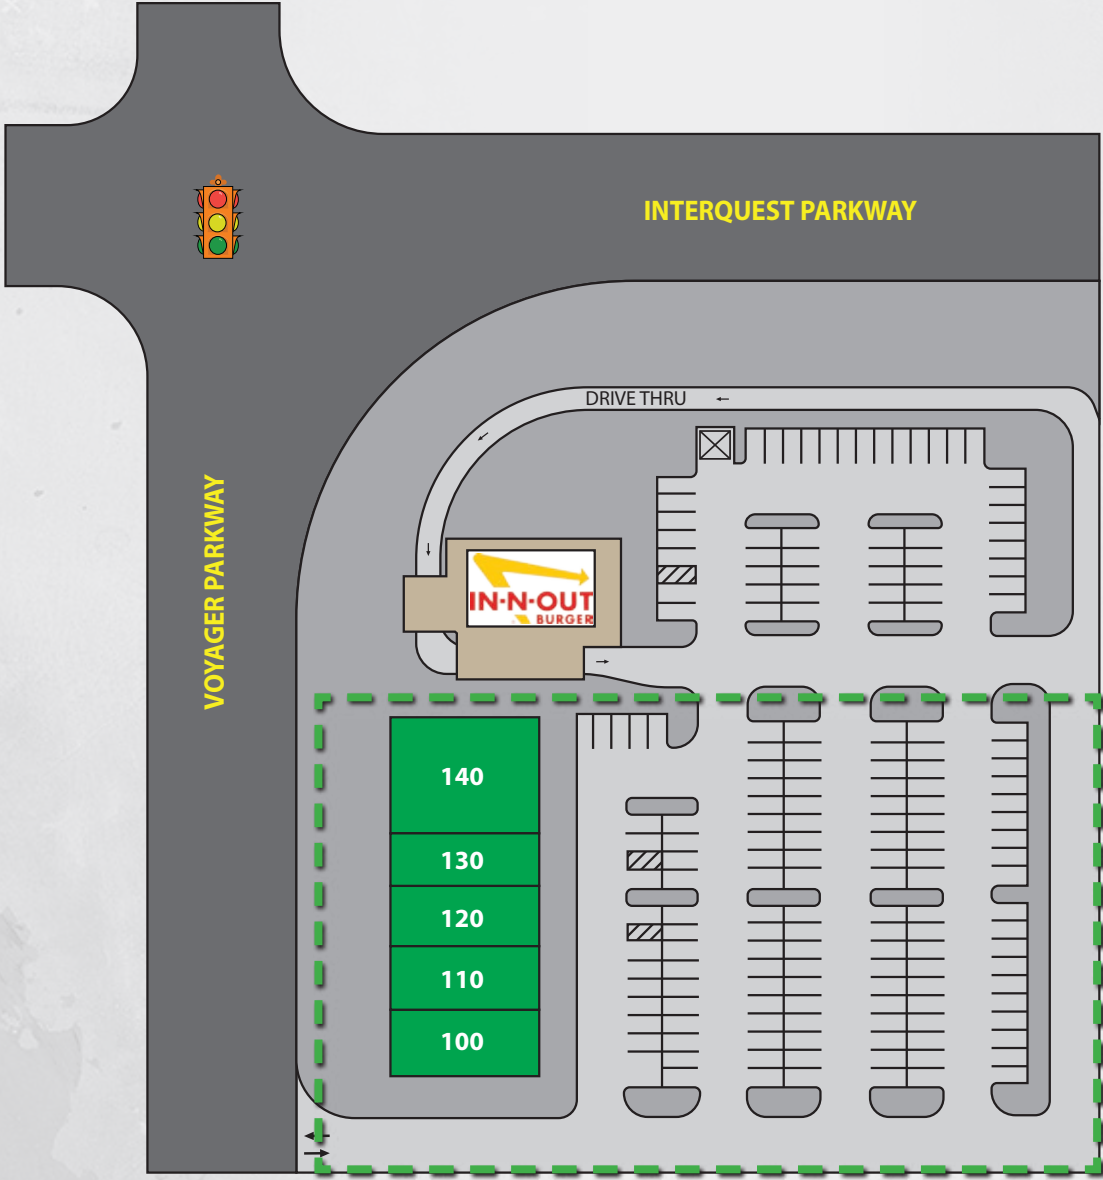 INTERQUEST PARKWAY
DRIVE THRU
VOYAGER PARKWAY
IN-N-OUT
BURGER
140
130
120
110
100